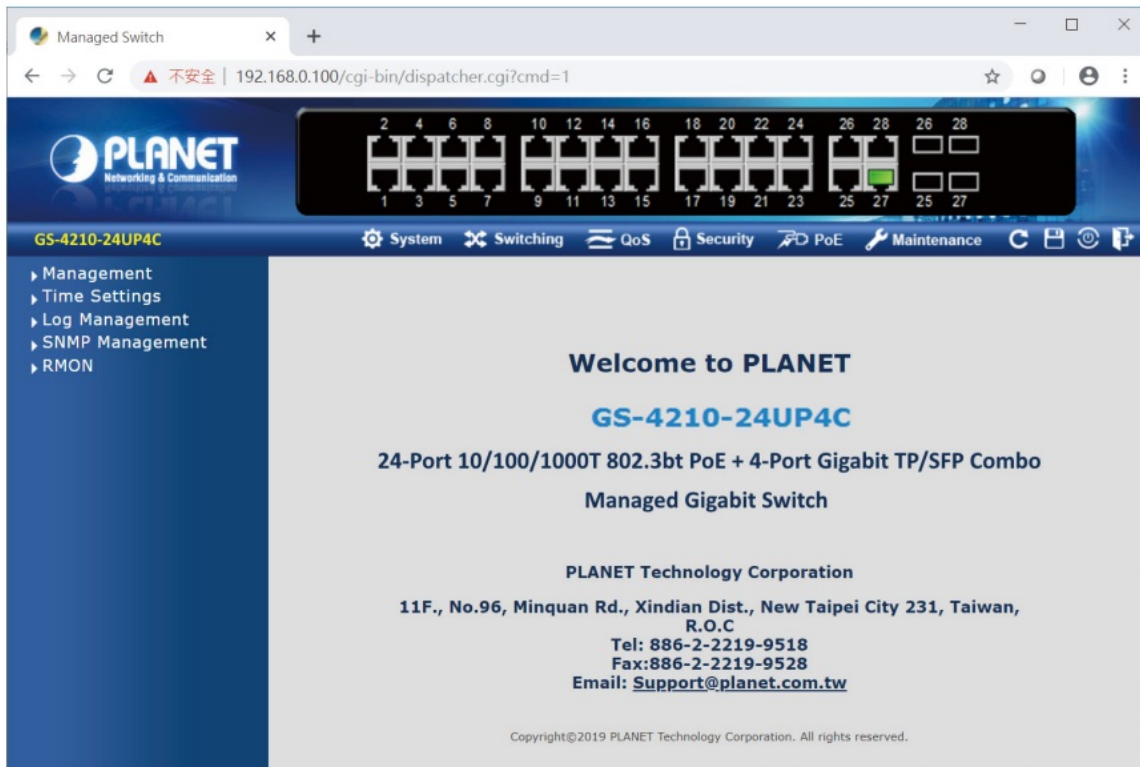 Managed Switch
不安全 | 192.168.0.100/cgi-bin/dispatcher.cgi?cmd=1
2 4 6 8 10 12 14 16 18 20 22 24 26 28 26 28
PLANET
Networking & Communication
1 3 5 7 9 11 13 15 17 19 21 23 25 27 25 27
GS-4210-24UP4C System Switching QoS Security PoE Maintenance
Management
Time Settings
Log Management
SNMP Management
RMON
Welcome to PLANET
GS-4210-24UP4C
24-Port 10/100/1000T 802.3bt PoE + 4-Port Gigabit TP/SFP Combo
Managed Gigabit Switch
PLANET Technology Corporation
11F., No.96, Minquan Rd., Xindian Dist., New Taipei City 231, Taiwan,
R.O.C
Tel: 886-2-2219-9518
Fax:886-2-2219-9528
Email: Support@planet.com.tw
Copyright©2019 PLANET Technology Corporation. All rights reserved.